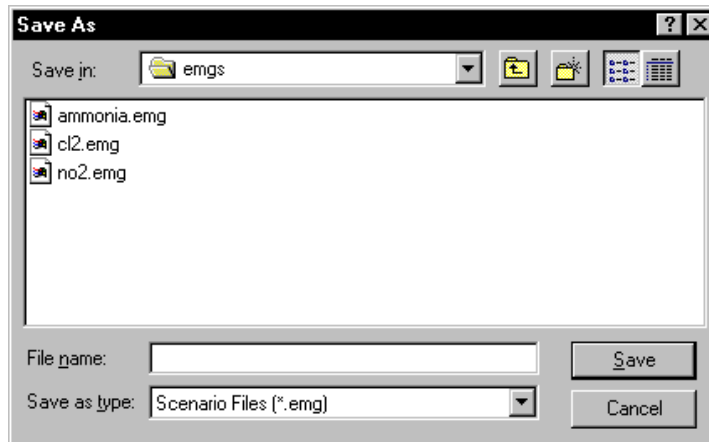 Save As
Save in: emgs
ammonia.emg
cl2.emg
no2.emg
File name: Save
Save as type: Scenario Files (*.emg) Cancel